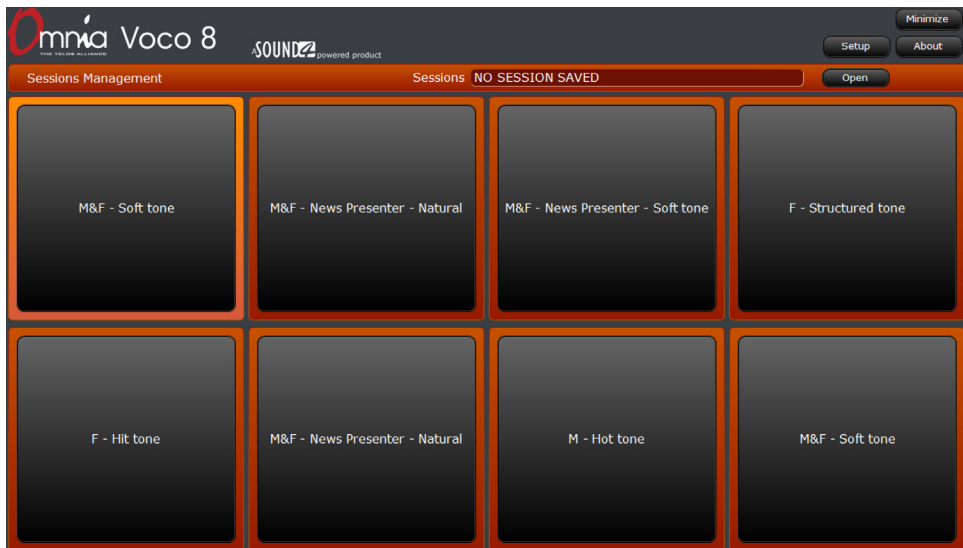 Omnia Voco 8
THE TELOS ALLIANCE
A SOUND4 powered product
Minimize
Setup
About
Sessions Management
Sessions
NO SESSION SAVED
Open
M&F - Soft tone
M&F - News Presenter - Natural
M&F - News Presenter - Soft tone
F - Structured tone
F - Hit tone
M&F - News Presenter - Natural
M - Hot tone
M&F - Soft tone